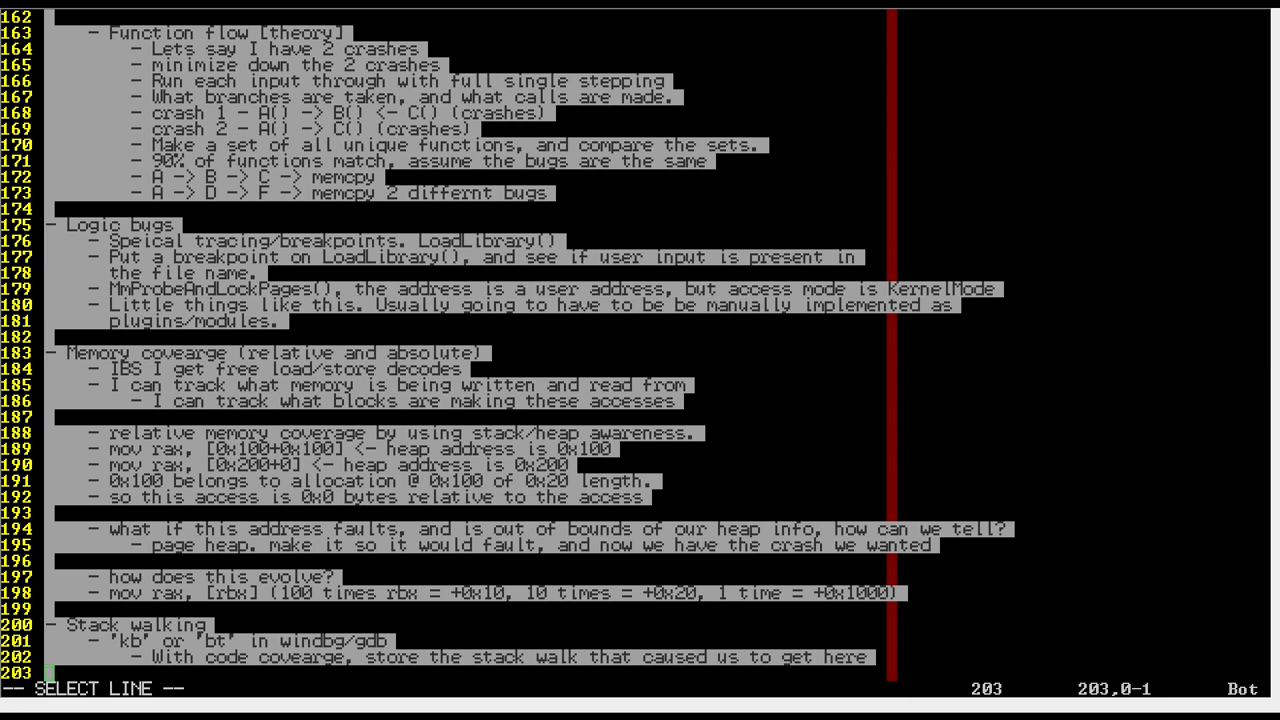 162
163     - Function flow [theory]
164         - Lets say I have 2 crashes
165         - minimize down the 2 crashes
166         - Run each input through with full single stepping
167         - What branches are taken, and what calls are made.
168         - crash 1 - A() -> B() <- C() (crashes)
169         - crash 2 - A() -> C() (crashes)
170         - Make a set of all unique functions, and compare the sets.
171         - 90% of functions match, assume the bugs are the same
172         - A -> B -> C -> memcpy
173         - A -> D -> F -> memcpy 2 differnt bugs
174
175 - Logic bugs
176     - Speical tracing/breakpoints. LoadLibrary()
177     - Put a breakpoint on LoadLibrary(), and see if user input is present in
178       the file name.
179     - MmProbeAndLockPages(), the address is a user address, but access mode is KernelMode
180     - Little things like this. Usually going to have to be be manually implemented as
181       plugins/modules.
182
183 - Memory covearge (relative and absolute)
184     - IBS I get free load/store decodes
185     - I can track what memory is being written and read from
186         - I can track what blocks are making these accesses
187
188     - relative memory coverage by using stack/heap awareness.
189     - mov rax, [0x100+0x100] <- heap address is 0x100
190     - mov rax, [0x200+0] <- heap address is 0x200
191     - 0x100 belongs to allocation @ 0x100 of 0x20 length.
192     - so this access is 0x0 bytes relative to the access
193
194     - what if this address faults, and is out of bounds of our heap info, how can we tell?
195         - page heap. make it so it would fault, and now we have the crash we wanted
196
197     - how does this evolve?
198     - mov rax, [rbx] (100 times rbx = +0x10, 10 times = +0x20, 1 time = +0x1000)
199
200 - Stack walking
201     - 'kb' or 'bt' in windbg/gdb
202         - With code covearge, store the stack walk that caused us to get here
203
-- SELECT LINE -- 203 203,0-1 Bot